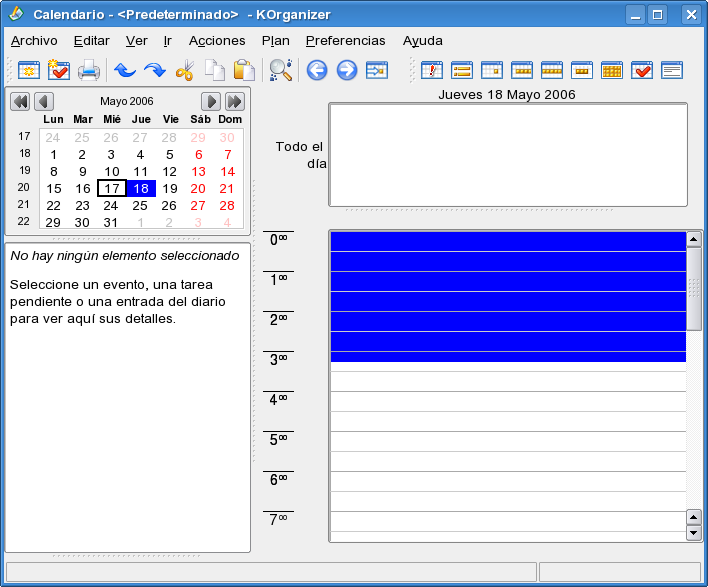 Calendario - <Predeterminado> - KOrganizer
Archivo Editar Ver Ir Acciones Plan Preferencias Ayuda
Mayo 2006
Lun Mar Mié Jue Vie Sáb Dom
17 24 25 26 27 28 29 30
18 1 2 3 4 5 6 7
19 8 9 10 11 12 13 14
20 15 16 17 18 19 20 21
21 22 23 24 25 26 27 28
22 29 30 31 1 2 3 4
No hay ningún elemento seleccionado
Seleccione un evento, una tarea
pendiente o una entrada del diario
para ver aquí sus detalles.
Jueves 18 Mayo 2006
Todo el
día
0:00
1:00
2:00
3:00
4:00
5:00
6:00
7:00